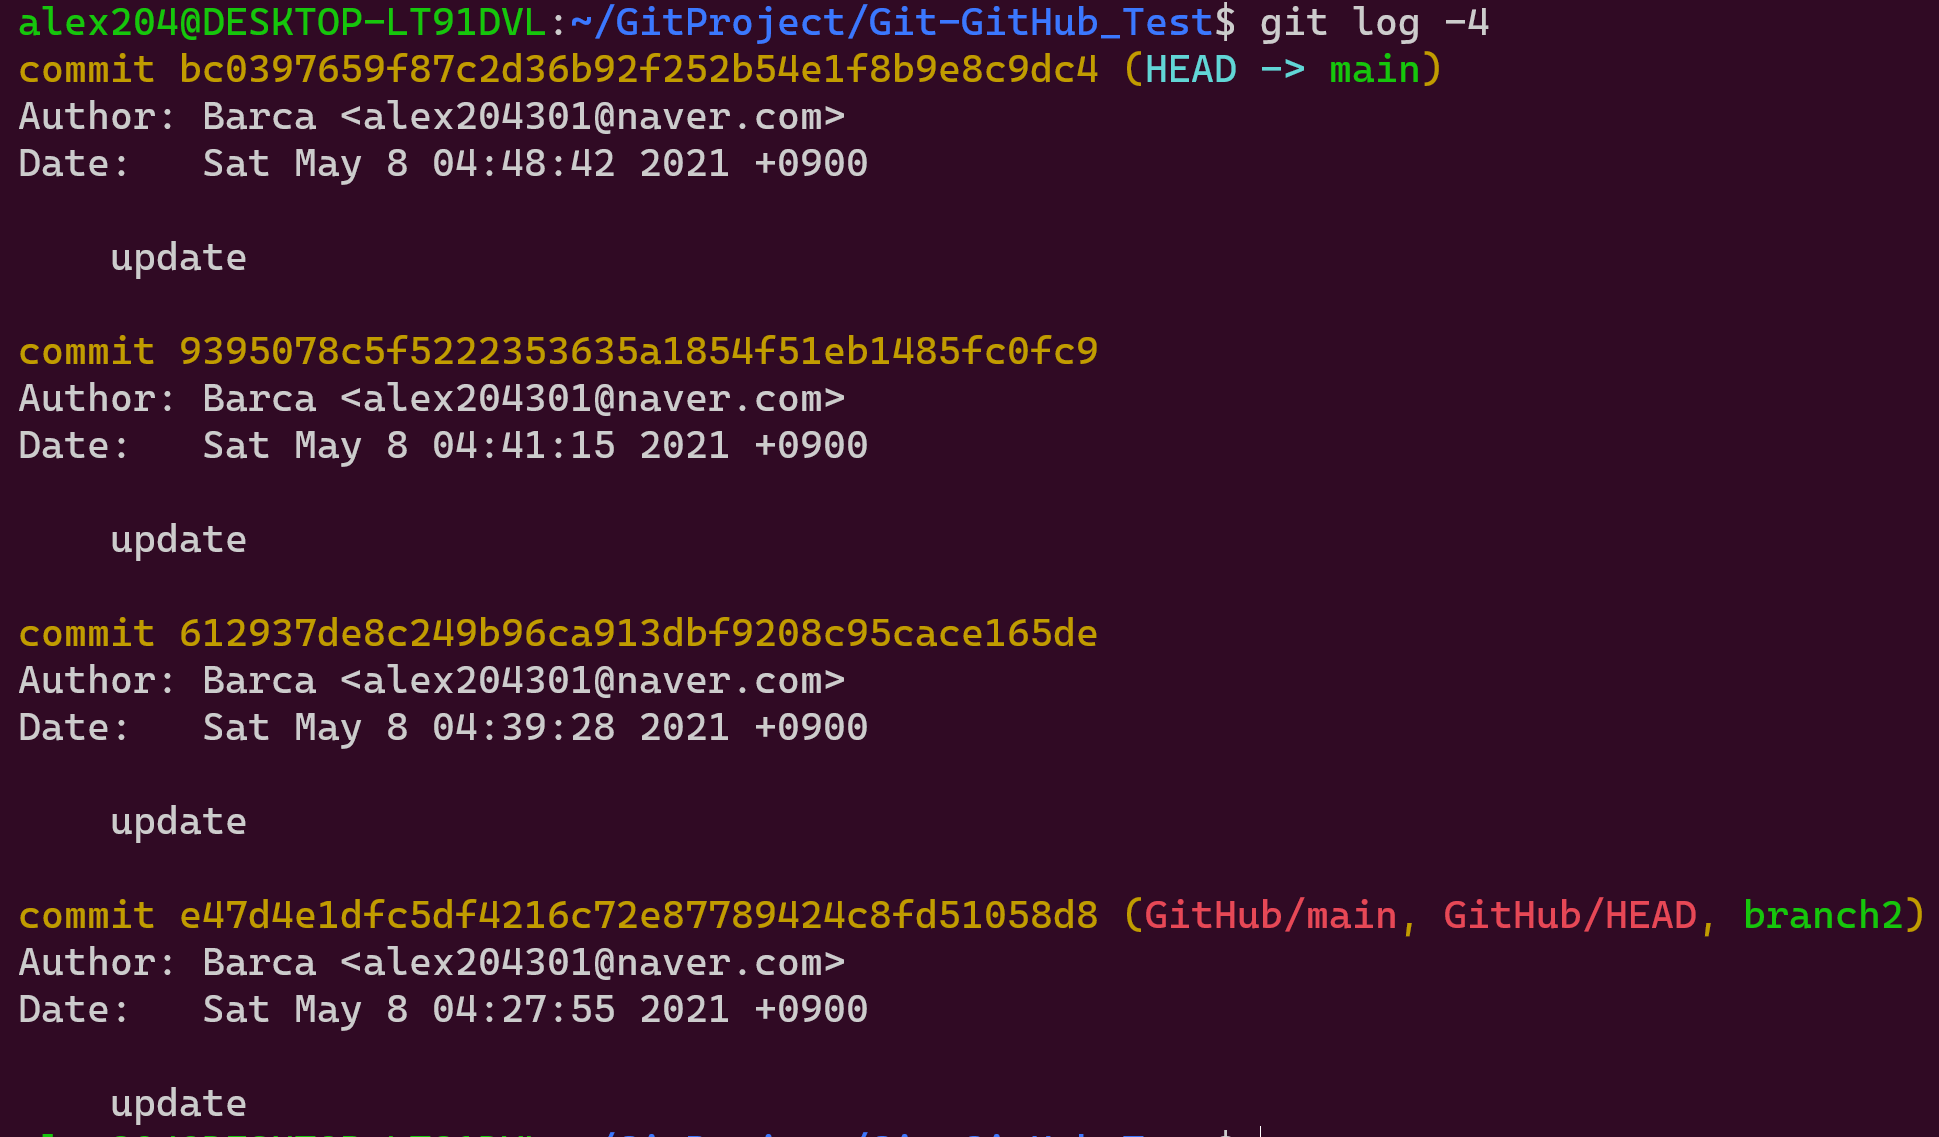 alex204@DESKTOP-LT91DVL:~/GitProject/Git-GitHub_Test$ git log -4
commit bc0397659f87c2d36b92f252b54e1f8b9e8c9dc4 (HEAD -> main)
Author: Barca <alex204301@naver.com>
Date:   Sat May 8 04:48:42 2021 +0900
update
commit 9395078c5f5222353635a1854f51eb1485fc0fc9
Author: Barca <alex204301@naver.com>
Date:   Sat May 8 04:41:15 2021 +0900
update
commit 612937de8c249b96ca913dbf9208c95cace165de
Author: Barca <alex204301@naver.com>
Date:   Sat May 8 04:39:28 2021 +0900
update
commit e47d4e1dfc5df4216c72e87789424c8fd51058d8 (GitHub/main, GitHub/HEAD, branch2)
Author: Barca <alex204301@naver.com>
Date:   Sat May 8 04:27:55 2021 +0900
update